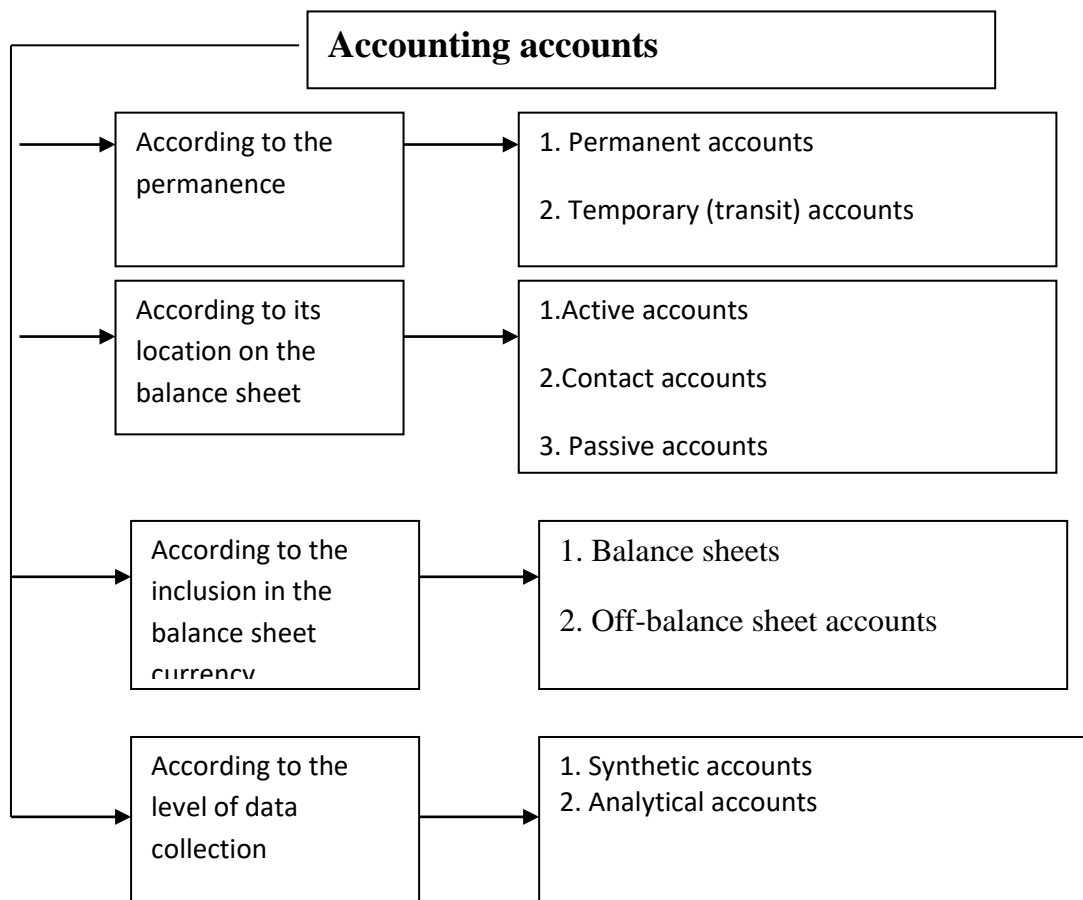 Accounting accounts
According to the
permanence
1. Permanent accounts
2. Temporary (transit) accounts
According to its
location on the
balance sheet
1.Active accounts
2.Contact accounts
3. Passive accounts
According to the
inclusion in the
balance sheet
currency
1. Balance sheets
2. Off-balance sheet accounts
According to the
level of data
collection
1. Synthetic accounts
2. Analytical accounts